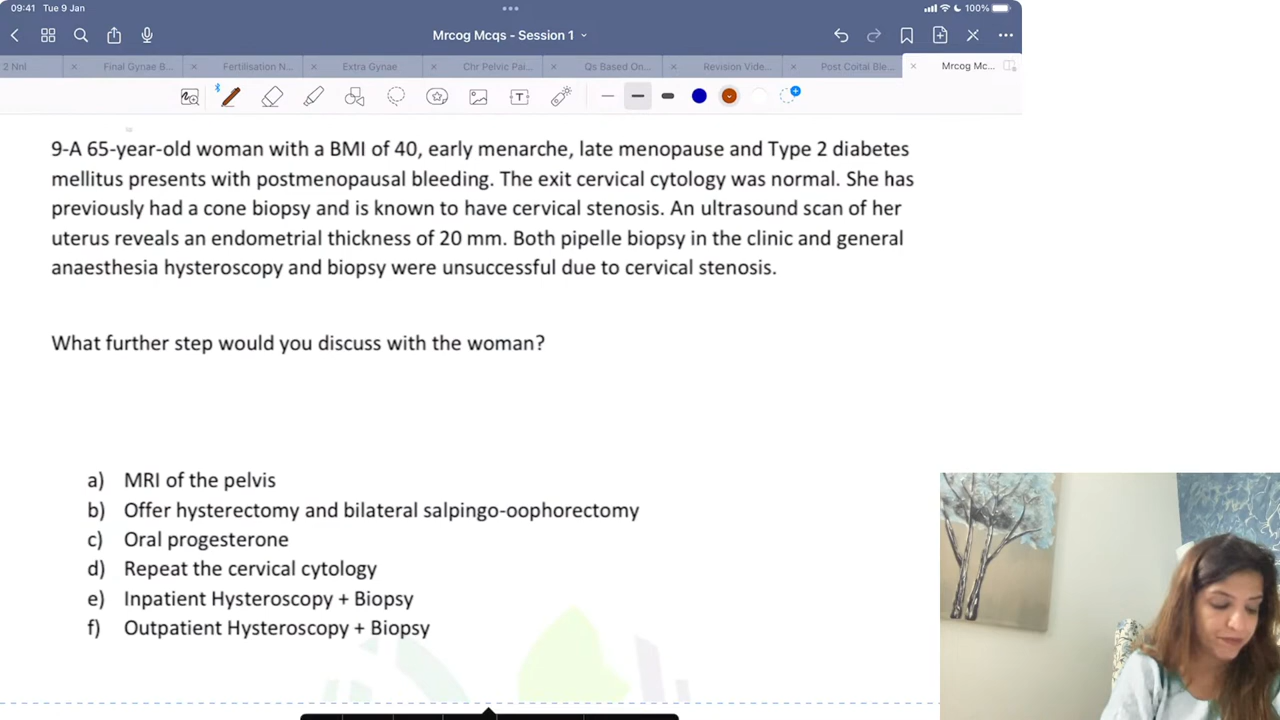 09:41 Tue 9 Jan
100%
Mrcog Mcqs - Session 1
2 Nnl
Final Gynae B...
Fertilisation N...
Extra Gynae
Chr Pelvic Pai...
Qs Based On...
Revision Vide...
Post Coital Ble...
Mrcog Mc...
9-A 65-year-old woman with a BMI of 40, early menarche, late menopause and Type 2 diabetes
mellitus presents with postmenopausal bleeding. The exit cervical cytology was normal. She has
previously had a cone biopsy and is known to have cervical stenosis. An ultrasound scan of her
uterus reveals an endometrial thickness of 20 mm. Both pipelle biopsy in the clinic and general
anaesthesia hysteroscopy and biopsy were unsuccessful due to cervical stenosis.
What further step would you discuss with the woman?
a) MRI of the pelvis
b) Offer hysterectomy and bilateral salpingo-oophorectomy
c) Oral progesterone
d) Repeat the cervical cytology
e) Inpatient Hysteroscopy + Biopsy
f) Outpatient Hysteroscopy + Biopsy